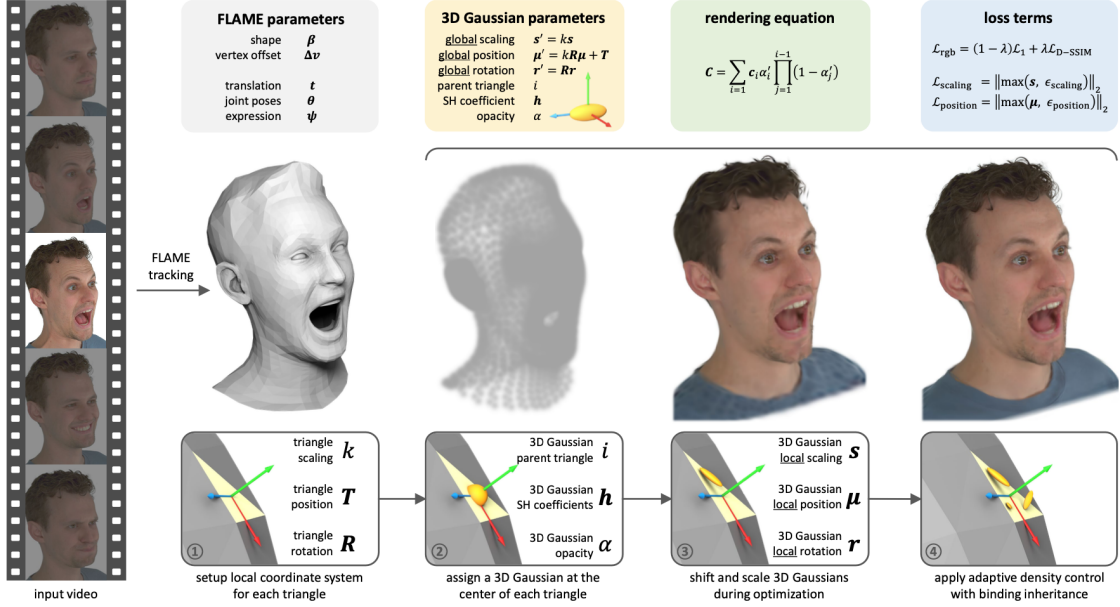 FLAME parameters
shape β
vertex offset Δv
translation t
joint poses θ
expression ψ
3D Gaussian parameters
global scaling s′ = ks
global position μ′ = kRμ + T
global rotation r′ = Rr
parent triangle i
SH coefficient h
opacity α
rendering equation
C = ∑_{i=1} c_i α′_i ∏_{j=1}^{i−1} (1 − α′_j)
loss terms
ℒ_rgb = (1 − λ)ℒ_1 + λℒ_D−SSIM
ℒ_scaling = ‖max(s, ϵ_scaling)‖_2
ℒ_position = ‖max(μ, ϵ_position)‖_2
FLAME
tracking
triangle
scaling k
triangle
position T
triangle
rotation R
1
3D Gaussian
parent triangle i
3D Gaussian
SH coefficients h
3D Gaussian
opacity α
2
3D Gaussian
local scaling s
3D Gaussian
local position μ
3D Gaussian
local rotation r
3
4
input video
setup local coordinate system
for each triangle
assign a 3D Gaussian at the
center of each triangle
shift and scale 3D Gaussians
during optimization
apply adaptive density control
with binding inheritance